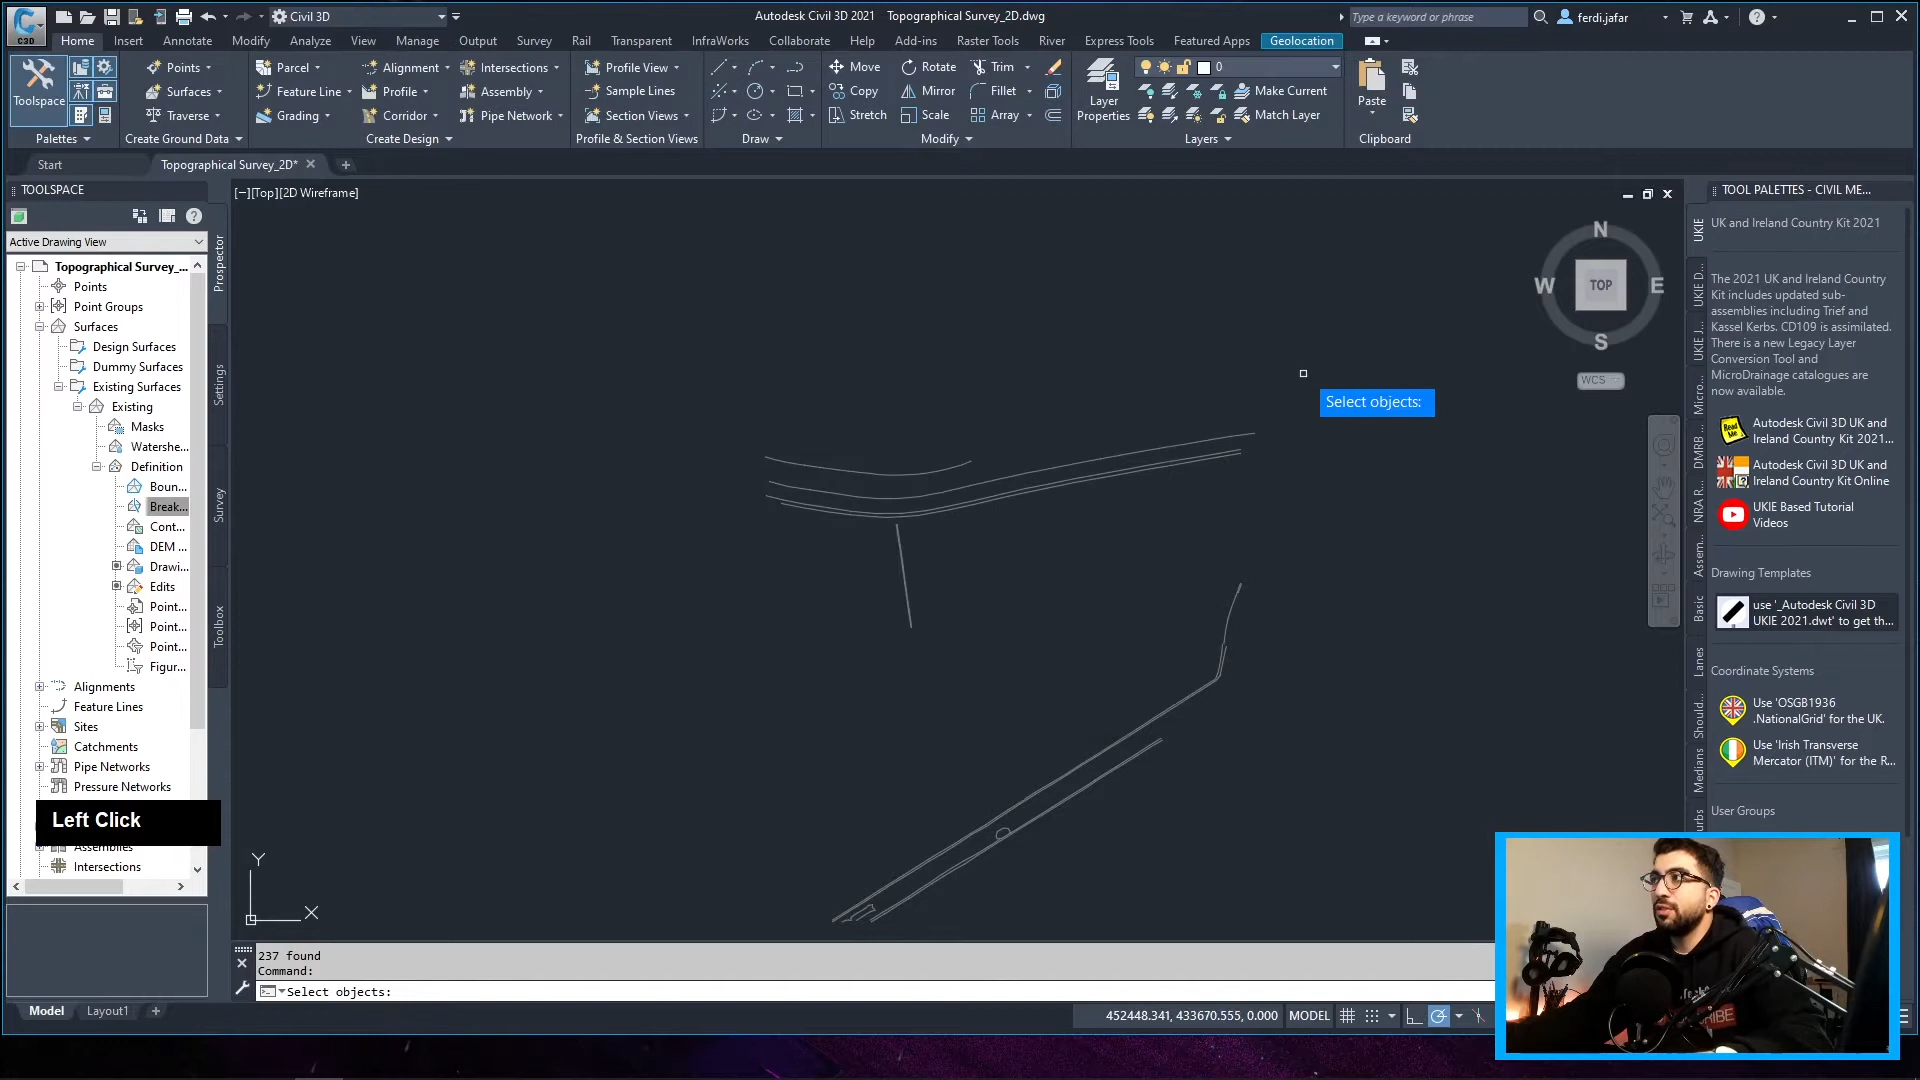 Civil 3D
Autodesk Civil 3D 2021 Topographical Survey_2D.dwg
Type a keyword or phrase
ferdi.jafar
C3D
Home Insert Annotate Modify Analyze View Manage Output Survey Rail Transparent InfraWorks Collaborate Help Add-ins Raster Tools River Express Tools Featured Apps Geolocation
Toolspace
Points
Surfaces
Traverse
Parcel
Feature Line
Grading
Alignment
Profile
Corridor
Intersections
Assembly
Pipe Network
Profile View
Sample Lines
Section Views
Move
Copy
Stretch
Rotate
Mirror
Scale
Trim
Fillet
Array
Layer
Properties
0
Make Current
Match Layer
Paste
Palettes
Create Ground Data
Create Design
Profile & Section Views
Draw
Modify
Layers
Clipboard
Start
Topographical Survey_2D*
TOOLSPACE
Active Drawing View
Topographical Survey_...
Points
Point Groups
Surfaces
Design Surfaces
Dummy Surfaces
Existing Surfaces
Existing
Masks
Watershe...
Definition
Boun...
Break...
Cont...
DEM ...
Drawi...
Edits
Point...
Point...
Point...
Figur...
Alignments
Feature Lines
Sites
Catchments
Pipe Networks
Pressure Networks
Left Click
Assemblies
Intersections
Prospector
Settings
Survey
Toolbox
[−][Top][2D Wireframe]
N
W TOP E
S
WCS
Select objects:
Y
X
237 found
Command:
Select objects:
Model Layout1
452448.341, 433670.555, 0.000 MODEL
TOOL PALETTES - CIVIL ME...
UKIE
UKIE D...
UKIE J...
Micro...
DMRB ...
NRA R...
Assem...
Basic
Lanes
Should...
Medians
UK and Ireland Country Kit 2021
The 2021 UK and Ireland Country
Kit includes updated sub-
assemblies including Trief and
Kassel Kerbs. CD109 is assimilated.
There is a new Legacy Layer
Conversion Tool and
MicroDrainage catalogues are
now available.
Read
Me
Autodesk Civil 3D UK and
Ireland Country Kit 2021...
Autodesk Civil 3D UK and
Ireland Country Kit Online
UKIE Based Tutorial
Videos
Drawing Templates
use '_Autodesk Civil 3D
UKIE 2021.dwt' to get th...
Coordinate Systems
Use 'OSGB1936
.NationalGrid' for the UK.
Use 'Irish Transverse
Mercator (ITM)' for the R...
User Groups